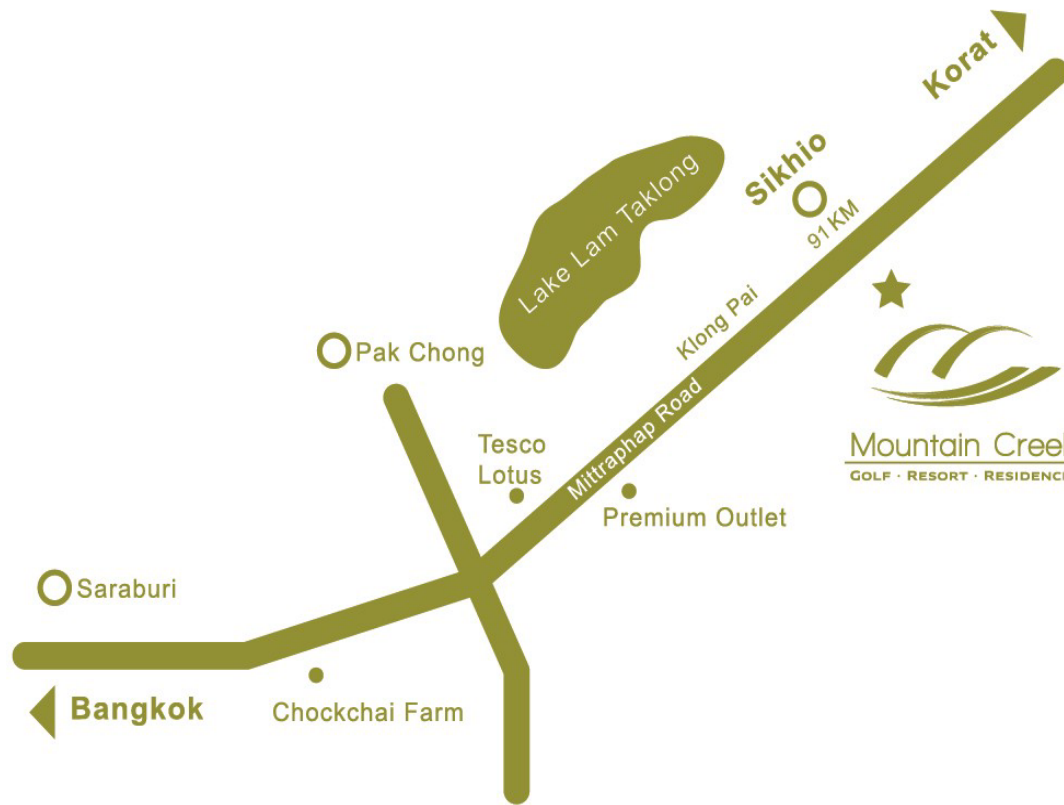 Korat
Sikhio
91 KM
Lake Lam Taklong
Klong Pai
Pak Chong
Mittraphap Road
Tesco
Lotus
Premium Outlet
Mountain Creek
GOLF · RESORT · RESIDENCE
Saraburi
Bangkok
Chockchai Farm